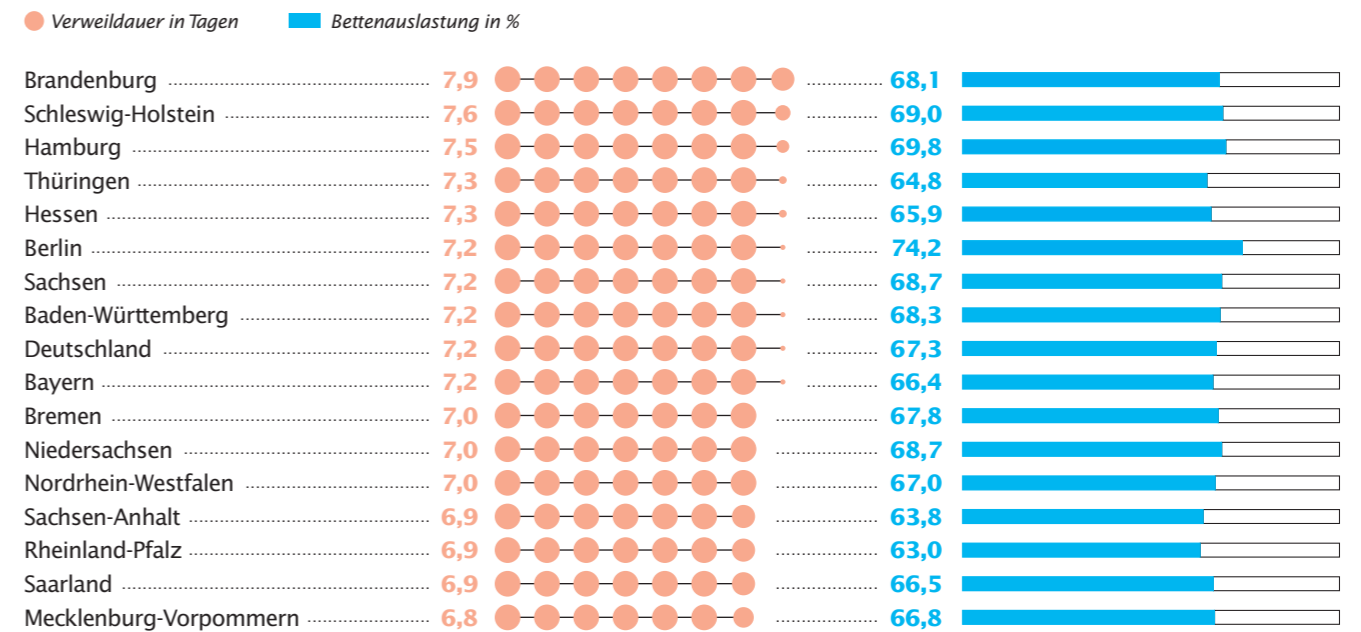 Verweildauer in Tagen Bettenauslastung in %
Brandenburg 7,9 68,1
Schleswig-Holstein 7,6 69,0
Hamburg 7,5 69,8
Thüringen 7,3 64,8
Hessen 7,3 65,9
Berlin 7,2 74,2
Sachsen 7,2 68,7
Baden-Württemberg 7,2 68,3
Deutschland 7,2 67,3
Bayern 7,2 66,4
Bremen 7,0 67,8
Niedersachsen 7,0 68,7
Nordrhein-Westfalen 7,0 67,0
Sachsen-Anhalt 6,9 63,8
Rheinland-Pfalz 6,9 63,0
Saarland 6,9 66,5
Mecklenburg-Vorpommern 6,8 66,8